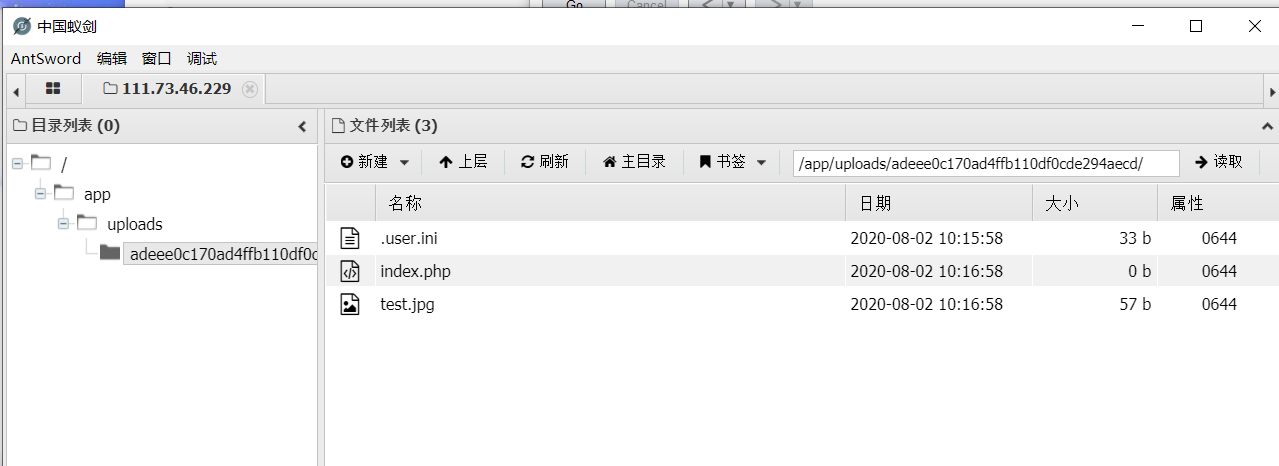 Go Cancel < >
中国蚁剑
AntSword 编辑 窗口 调试
111.73.46.229
目录列表 (0)
文件列表 (3)
新建 上层 刷新 主目录 书签 /app/uploads/adeee0c170ad4ffb110df0cde294aecd/ 读取
/
app
uploads
adeee0c170ad4ffb110df0c
名称 日期 大小 属性
.user.ini 2020-08-02 10:15:58 33 b 0644
index.php 2020-08-02 10:16:58 0 b 0644
test.jpg 2020-08-02 10:16:58 57 b 0644